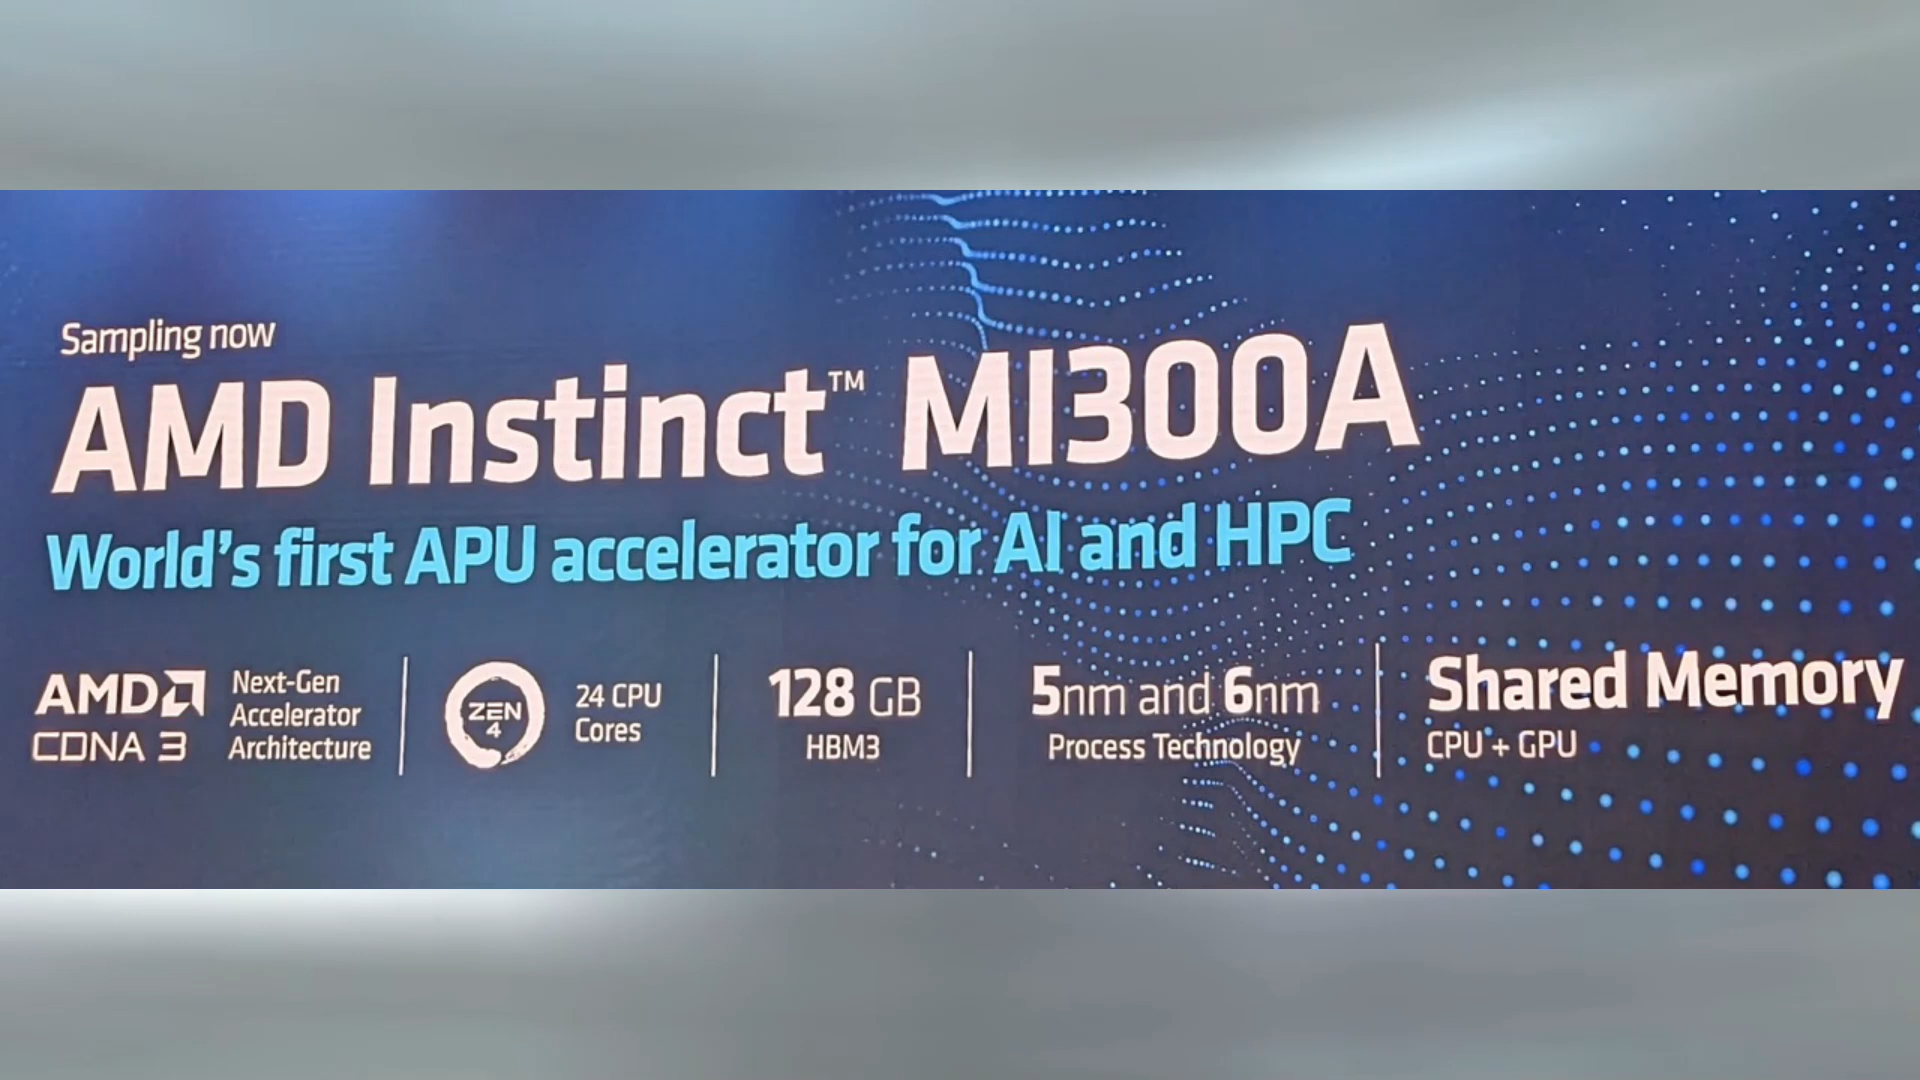 Sampling now
AMD Instinct™ MI300A
World's first APU accelerator for AI and HPC
AMD
CDNA 3
Next-Gen
Accelerator
Architecture
ZEN
4
24 CPU
Cores
128 GB
HBM3
5nm and 6nm
Process Technology
Shared Memory
CPU + GPU